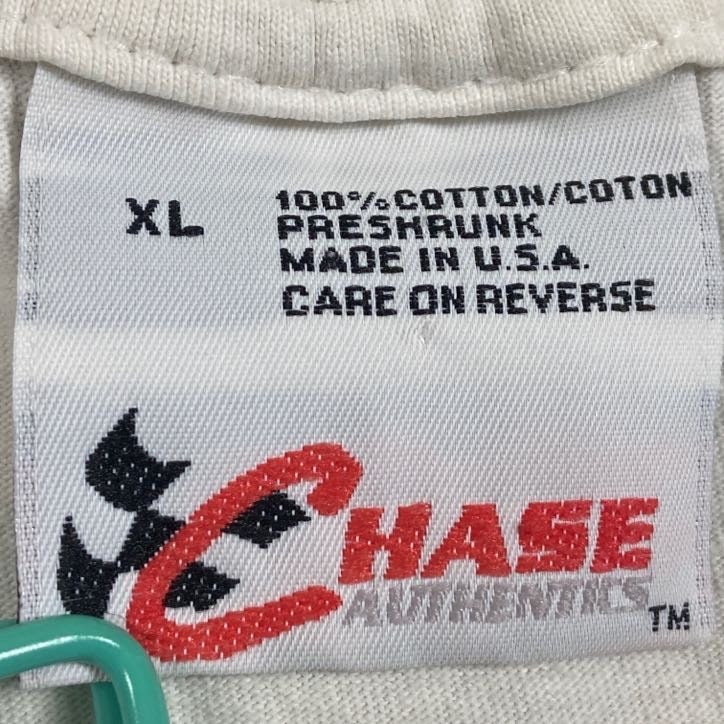 XL
100% COTTON/COTON
PRESHRUNK
MADE IN U.S.A.
CARE ON REVERSE
CHASE
AUTHENTICS TM